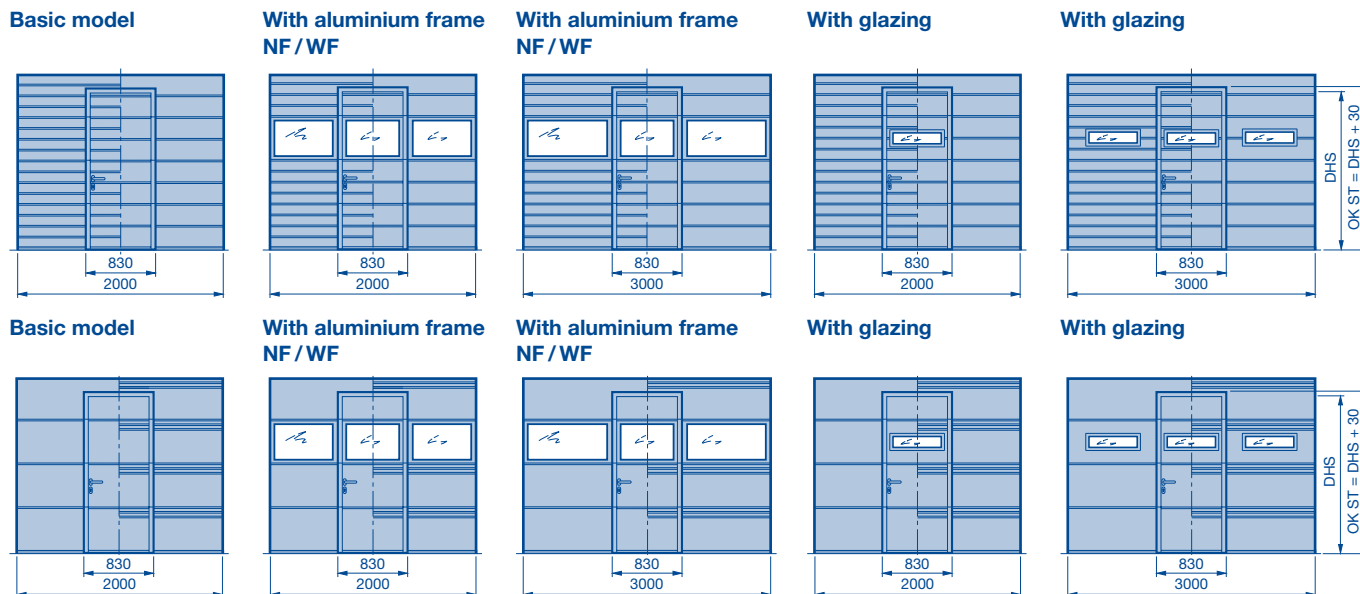 Basic model
With aluminium frame
NF / WF
With aluminium frame
NF / WF
With glazing
With glazing
830
2000
830
2000
830
3000
830
2000
830
3000
DHS
OK ST = DHS + 30
Basic model
With aluminium frame
NF / WF
With aluminium frame
NF / WF
With glazing
With glazing
830
2000
830
2000
830
3000
830
2000
830
3000
DHS
OK ST = DHS + 30